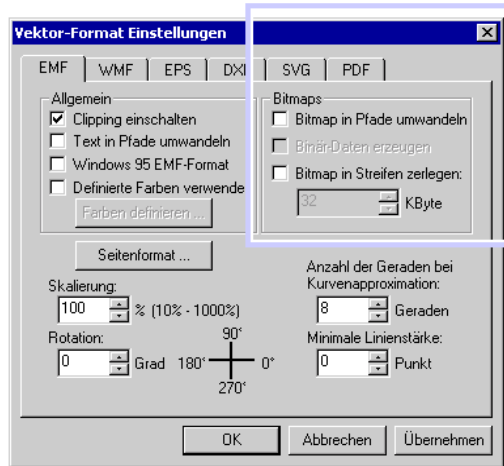 Vektor-Format Einstellungen
EMF WMF EPS SVG PDF
Allgemein
Clipping einschalten
Text in Pfade umwandeln
Windows 95 EMF-Format
Definierte Farben verwende
Farben definieren ...
Bitmaps
Bitmap in Pfade umwandeln
Binär-Daten erzeugen
Bitmap in Streifen zerlegen:
32 KByte
Seitenformat ...
Skalierung:
100 % (10% - 1000%)
Rotation:
0 Grad
90°
180° 0°
270°
Anzahl der Geraden bei
Kurvenapproximation:
8 Geraden
Minimale Linienstärke:
0 Punkt
OK Abbrechen Übernehmen